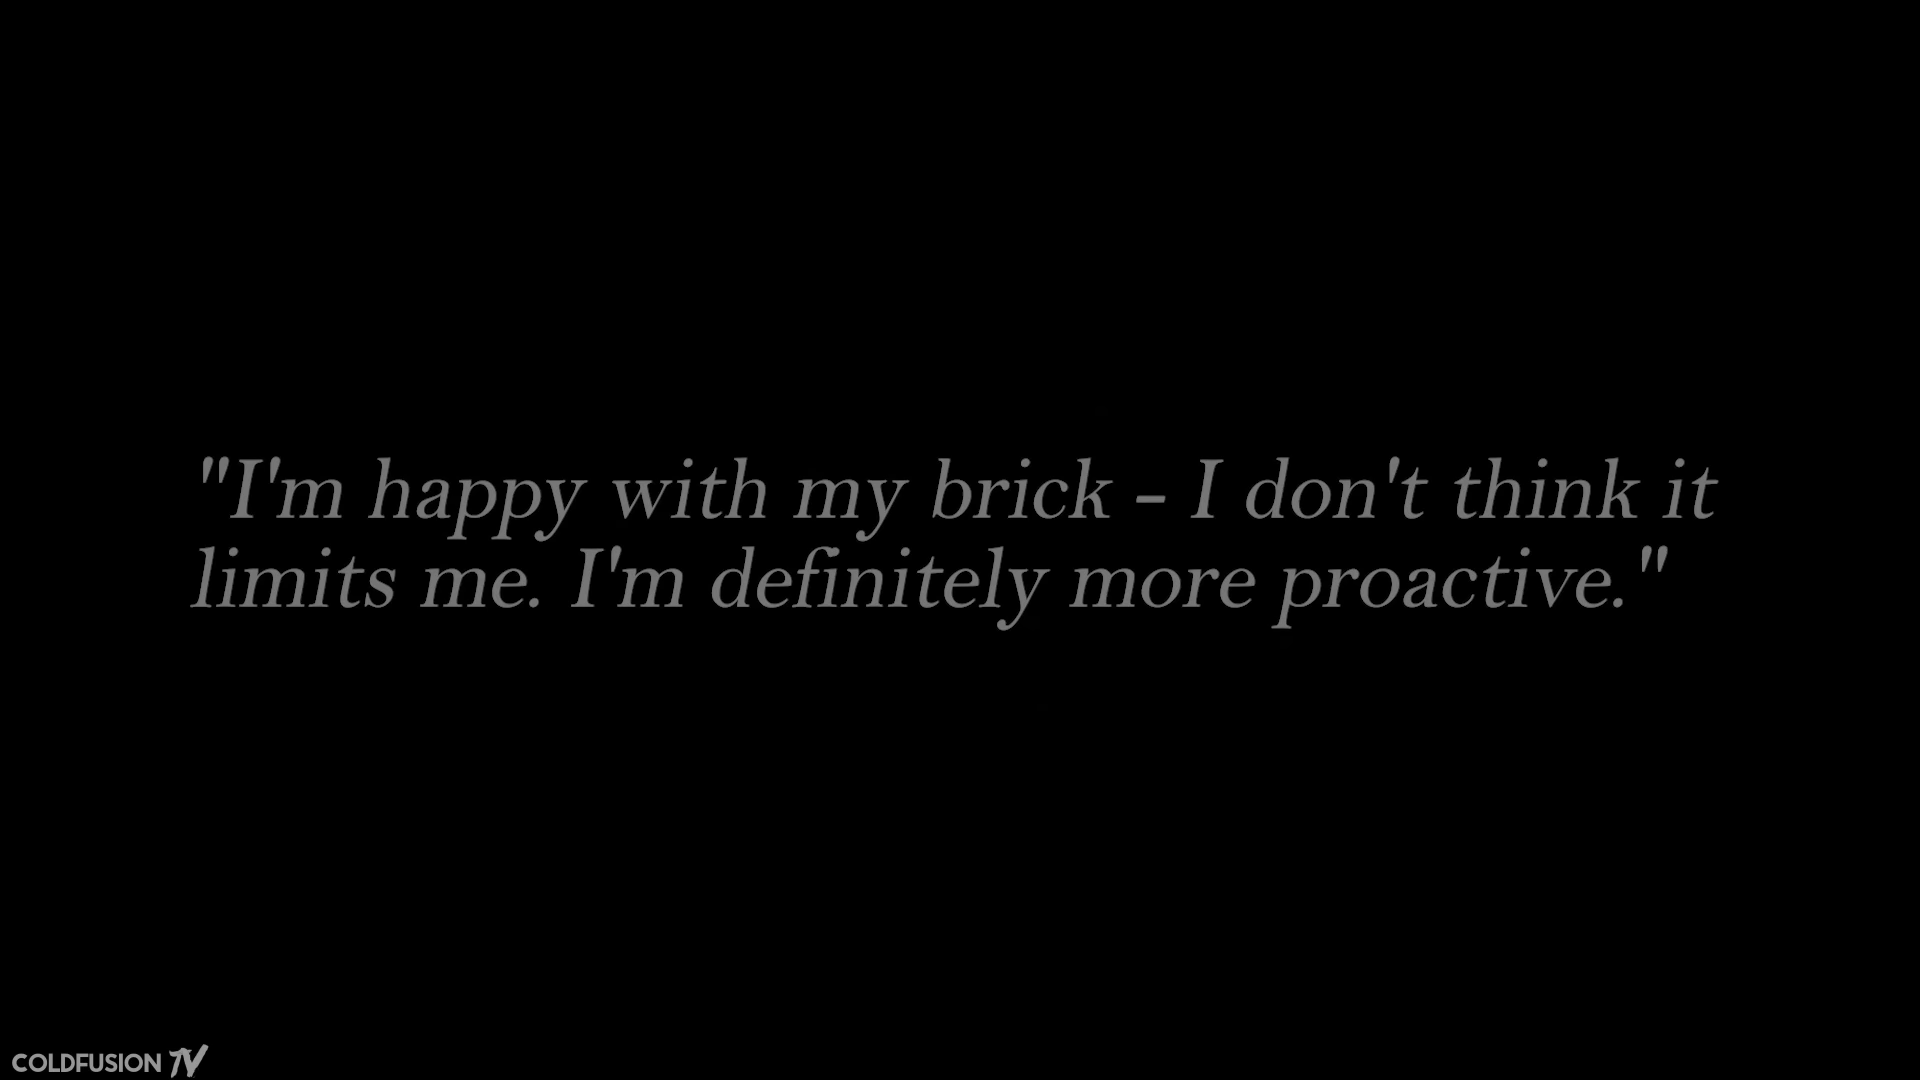 "I'm happy with my brick - I don't think it
limits me. I'm definitely more proactive."
COLDFUSION TV